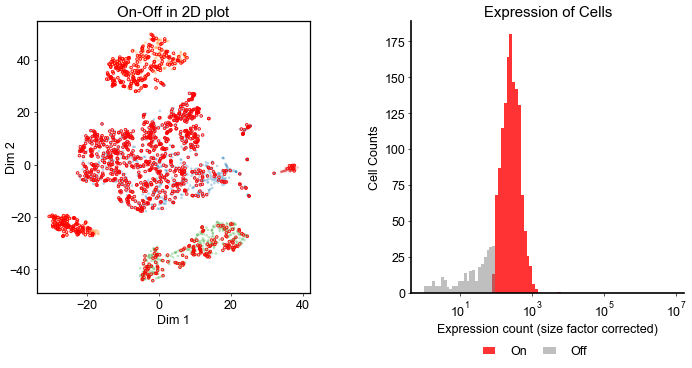 On-Off in 2D plot
Dim 2
40
20
0
−20
−40
−20 0 20 40
Dim 1
Expression of Cells
Cell Counts
175
150
125
100
75
50
25
0
10^1 10^3 10^5 10^7
Expression count (size factor corrected)
On Off